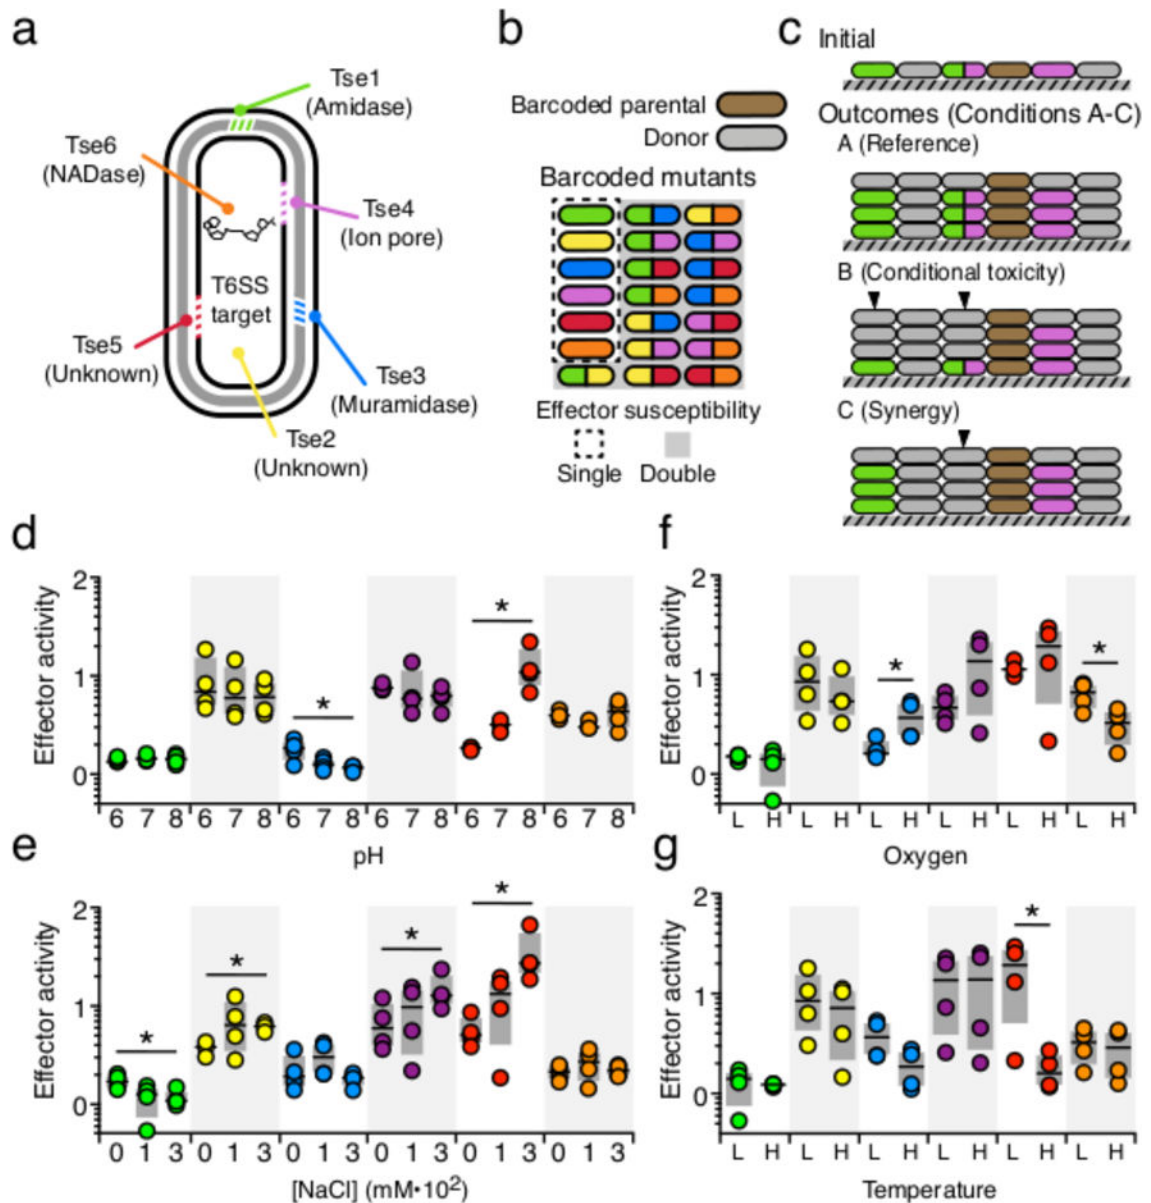 a
Tse1
(Amidase)
Tse6
(NADase)
Tse4
(Ion pore)
T6SS
target
Tse5
(Unknown)
Tse3
(Muramidase)
Tse2
(Unknown)
b
Barcoded parental
Donor
Barcoded mutants
Effector susceptibility
Single Double
c
Initial
Outcomes (Conditions A-C)
A (Reference)
B (Conditional toxicity)
C (Synergy)
d
Effector activity
2
1
0
*
*
6 7 8 6 7 8 6 7 8 6 7 8 6 7 8 6 7 8
pH
e
Effector activity
2
1
0
*
*
*
*
0 1 3 0 1 3 0 1 3 0 1 3 0 1 3 0 1 3
[NaCl] (mM•10²)
f
Effector activity
2
1
0
*
*
L H L H L H L H L H L H
Oxygen
g
Effector activity
2
1
0
*
L H L H L H L H L H L H
Temperature